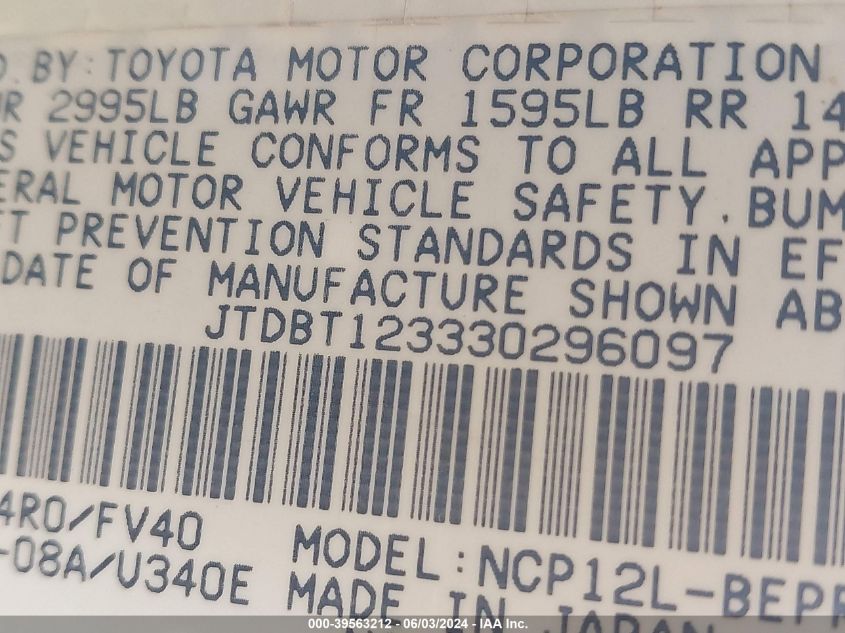 D. BY: TOYOTA MOTOR CORPORATION
R 2995LB GAWR FR 1595LB RR 14
S VEHICLE CONFORMS TO ALL APP
ERAL MOTOR VEHICLE SAFETY. BUM
FT PREVENTION STANDARDS IN EF
DATE OF MANUFACTURE SHOWN AB
JTDBT123330296097
4R0/FV40
-08A/U340E
MODEL: NCP12L-BEP
MADE IN JAPAN
000-39563212 - 06/03/2024 - IAA Inc.